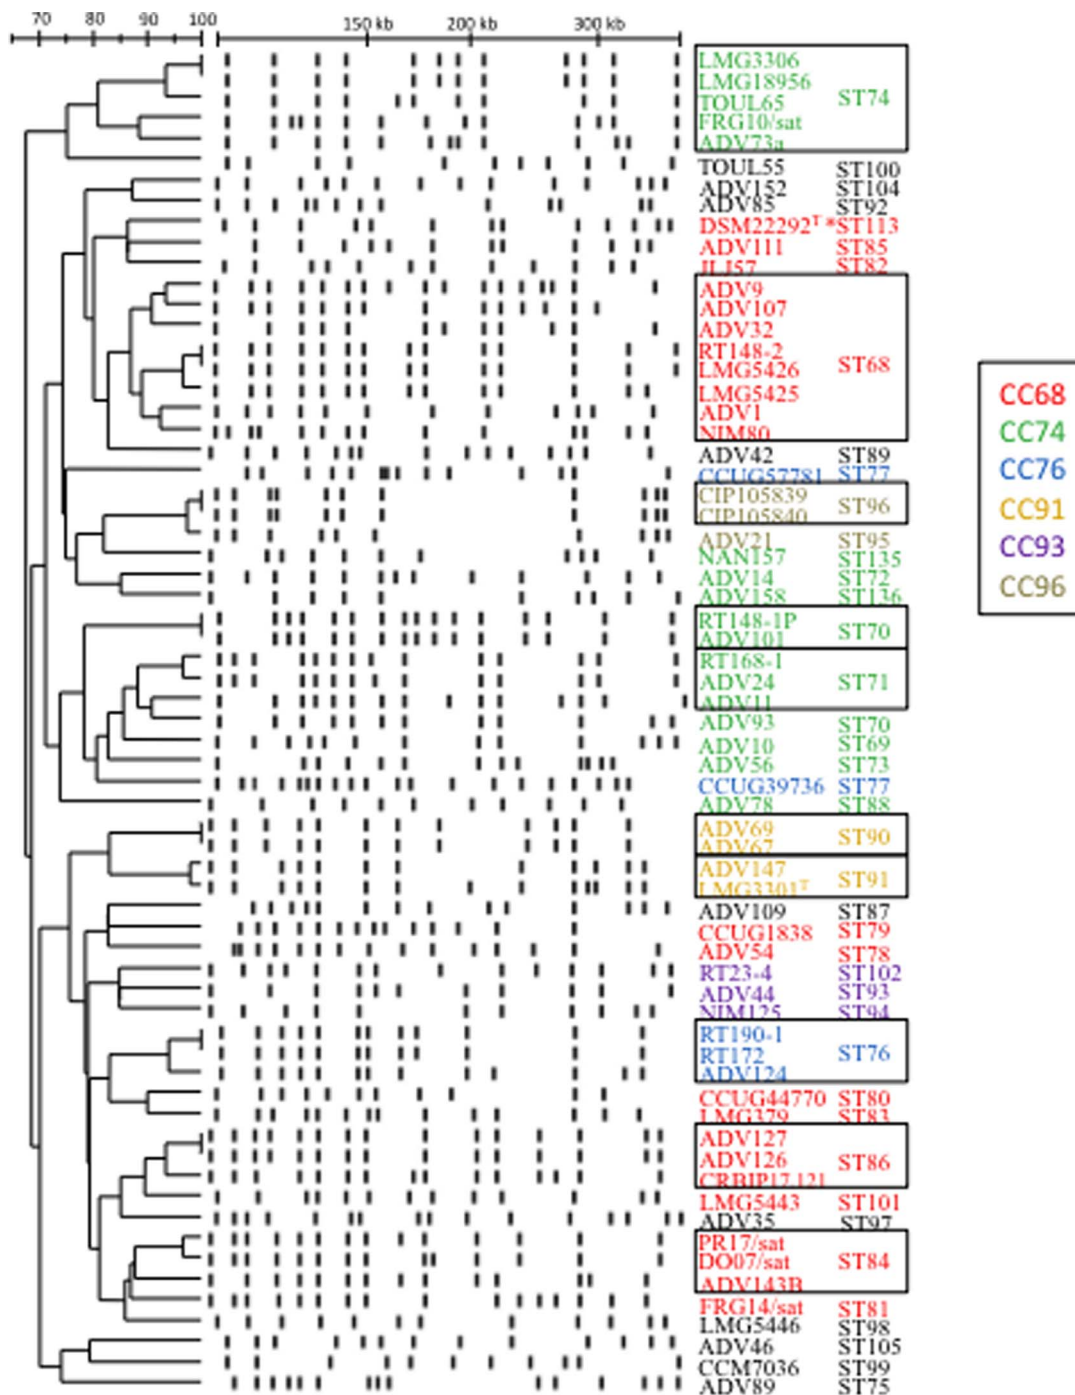 70 80 90 100 150 kb 200 kb 300 kb
LMG3306
LMG18956
TOUL65 ST74
FRG10/sat
ADV73a
TOUL55 ST100
ADV152 ST104
ADV85 ST92
DSM22292ᵀ *ST113
ADV111 ST85
JLJ57 ST82
ADV9
ADV107
ADV32
RT148-2
LMG5426 ST68
LMG5425
ADV1
NIM80
ADV42 ST89
CCUG57781 ST77
CIP105839
CIP105840 ST96
ADV21 ST95
NAN157 ST135
ADV14 ST72
ADV158 ST136
RT148-1P
ADV101 ST70
RT168-1
ADV24 ST71
ADV11
ADV93 ST70
ADV10 ST69
ADV56 ST73
CCUG39736 ST77
ADV78 ST88
ADV69
ADV67 ST90
ADV147
LMG3301ᵀ ST91
ADV109 ST87
CCUG1838 ST79
ADV54 ST78
RT23-4 ST102
ADV44 ST93
NIM125 ST94
RT190-1
RT172 ST76
ADV124
CCUG44770 ST80
LMG379 ST83
ADV127
ADV126 ST86
CRBIP17.121
LMG5443 ST101
ADV35 ST97
PR17/sat
DO07/sat ST84
ADV143B
FRG14/sat ST81
LMG5446 ST98
ADV46 ST105
CCM7036 ST99
ADV89 ST75
CC68
CC74
CC76
CC91
CC93
CC96